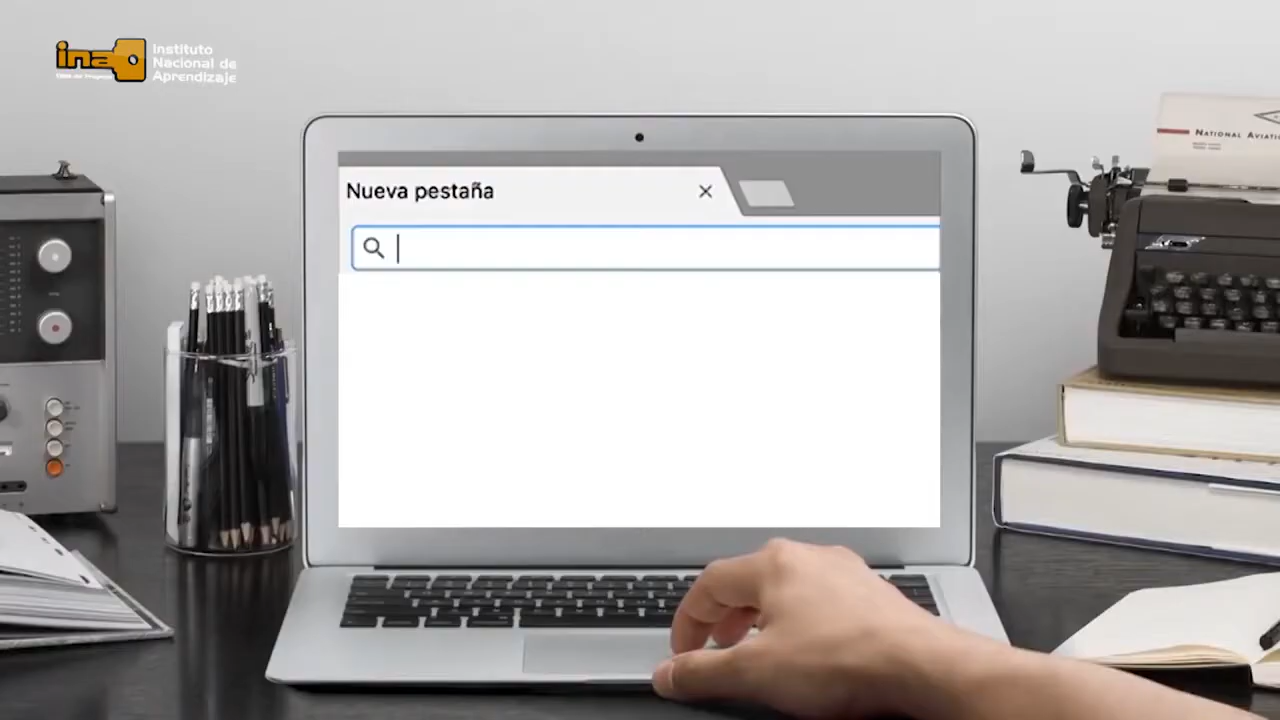 ina
Instituto
Nacional de
Aprendizaje
Nueva pestaña
NATIONAL AVIATI